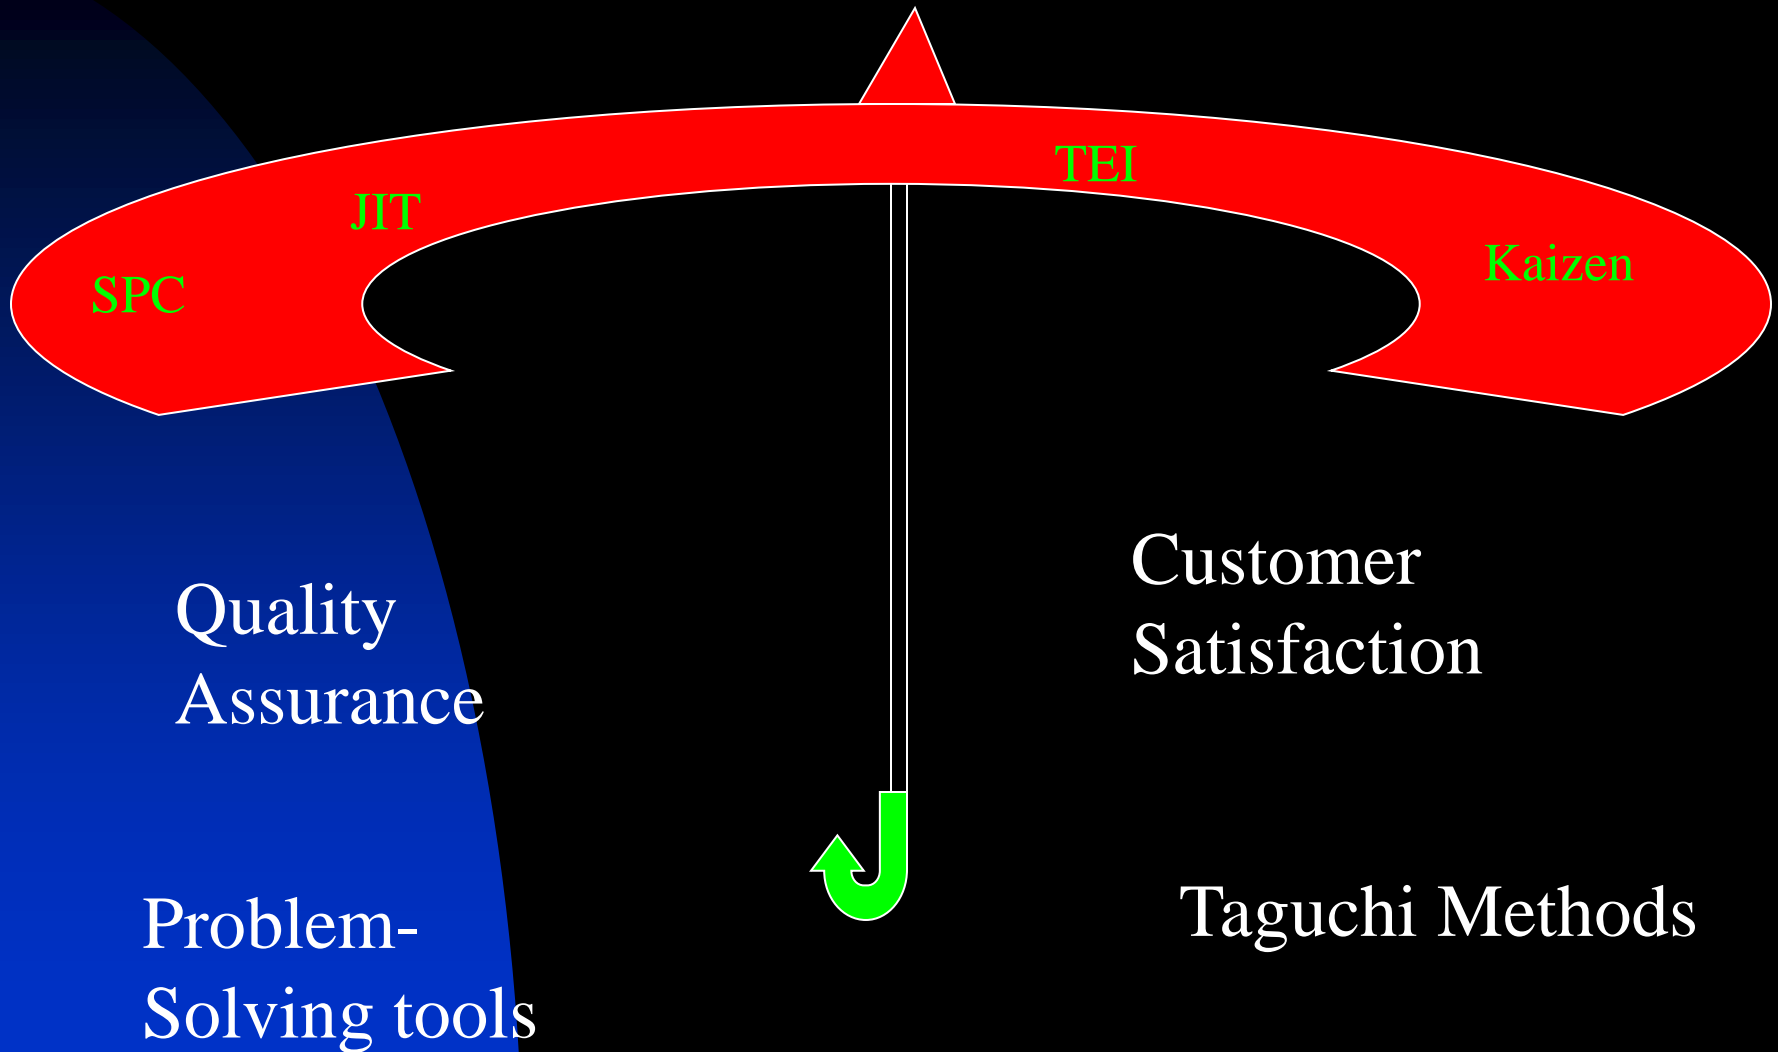 TEI
JIT
Kaizen
SPC
Quality
Assurance
Customer
Satisfaction
Problem-
Solving tools
Taguchi Methods